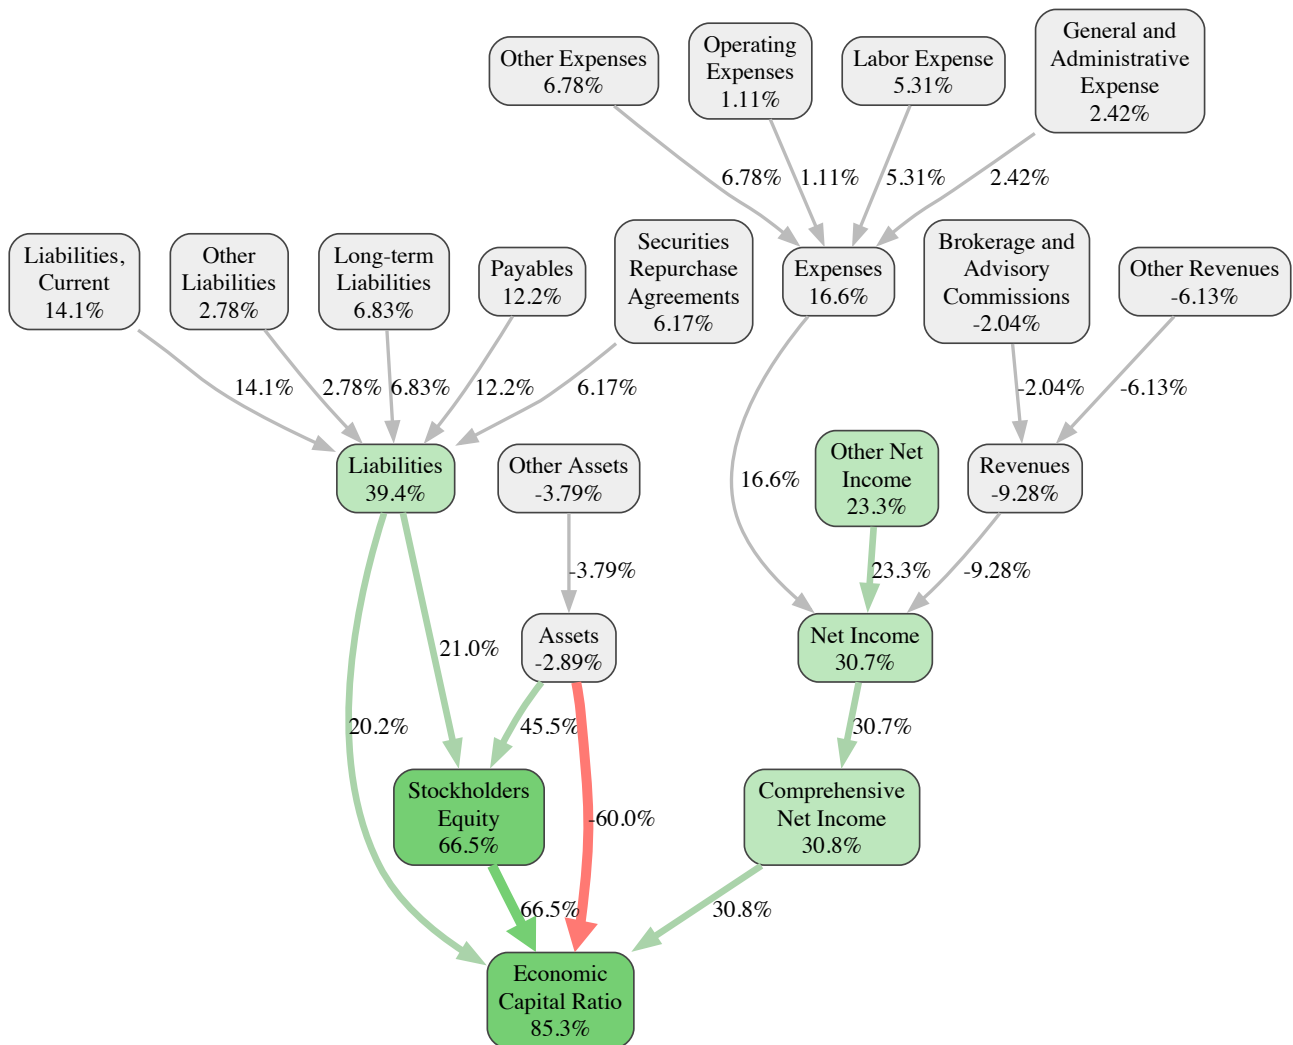 Other Expenses
6.78%
Operating
Expenses
1.11%
Labor Expense
5.31%
General and
Administrative
Expense
2.42%
6.78%
1.11%
5.31%
2.42%
Liabilities,
Current
14.1%
Other
Liabilities
2.78%
Long-term
Liabilities
6.83%
Payables
12.2%
Securities
Repurchase
Agreements
6.17%
Expenses
16.6%
Brokerage and
Advisory
Commissions
-2.04%
Other Revenues
-6.13%
14.1%
2.78%
6.83%
12.2%
6.17%
-2.04%
-6.13%
Liabilities
39.4%
Other Assets
-3.79%
16.6%
Other Net
Income
23.3%
Revenues
-9.28%
-3.79%
23.3%
-9.28%
Assets
-2.89%
Net Income
30.7%
21.0%
20.2%
45.5%
30.7%
Stockholders
Equity
66.5%
-60.0%
Comprehensive
Net Income
30.8%
66.5%
30.8%
Economic
Capital Ratio
85.3%